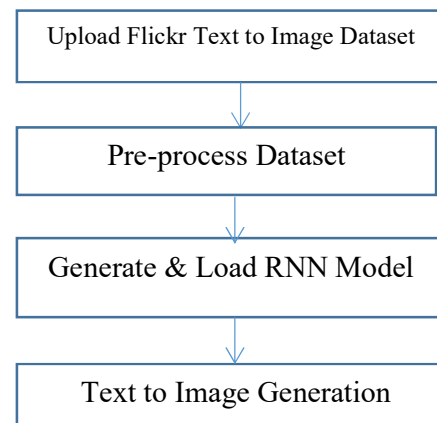 Upload Flickr Text to Image Dataset
Pre-process Dataset
Generate & Load RNN Model
Text to Image Generation